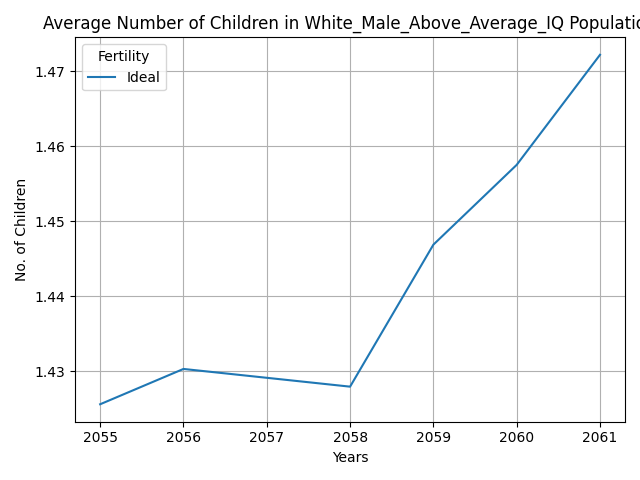 Average Number of Children in White_Male_Above_Average_IQ Populatio
Fertility
Ideal
1.47
1.46
1.45
1.44
1.43
No. of Children
2055 2056 2057 2058 2059 2060 2061
Years